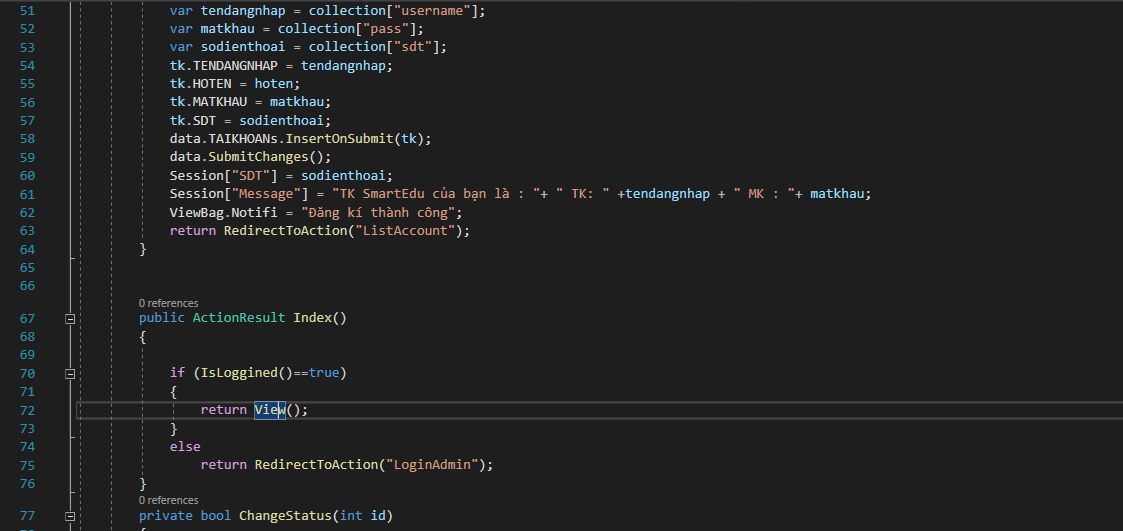 51 var tendangnhap = collection["username"];
52 var matkhau = collection["pass"];
53 var sodienthoai = collection["sdt"];
54 tk.TENDANGNHAP = tendangnhap;
55 tk.HOTEN = hoten;
56 tk.MATKHAU = matkhau;
57 tk.SDT = sodienthoai;
58 data.TAIKHOANs.InsertOnSubmit(tk);
59 data.SubmitChanges();
60 Session["SDT"] = sodienthoai;
61 Session["Message"] = "TK SmartEdu của bạn là : "+ " TK: " +tendangnhap + " MK : "+ matkhau;
62 ViewBag.Notifi = "Đăng kí thành công";
63 return RedirectToAction("ListAccount");
64 }
65
66
0 references
67 public ActionResult Index()
68 {
69
70 if (IsLoggined()==true)
71 {
72 return View();
73 }
74 else
75 return RedirectToAction("LoginAdmin");
76 }
0 references
77 private bool ChangeStatus(int id)